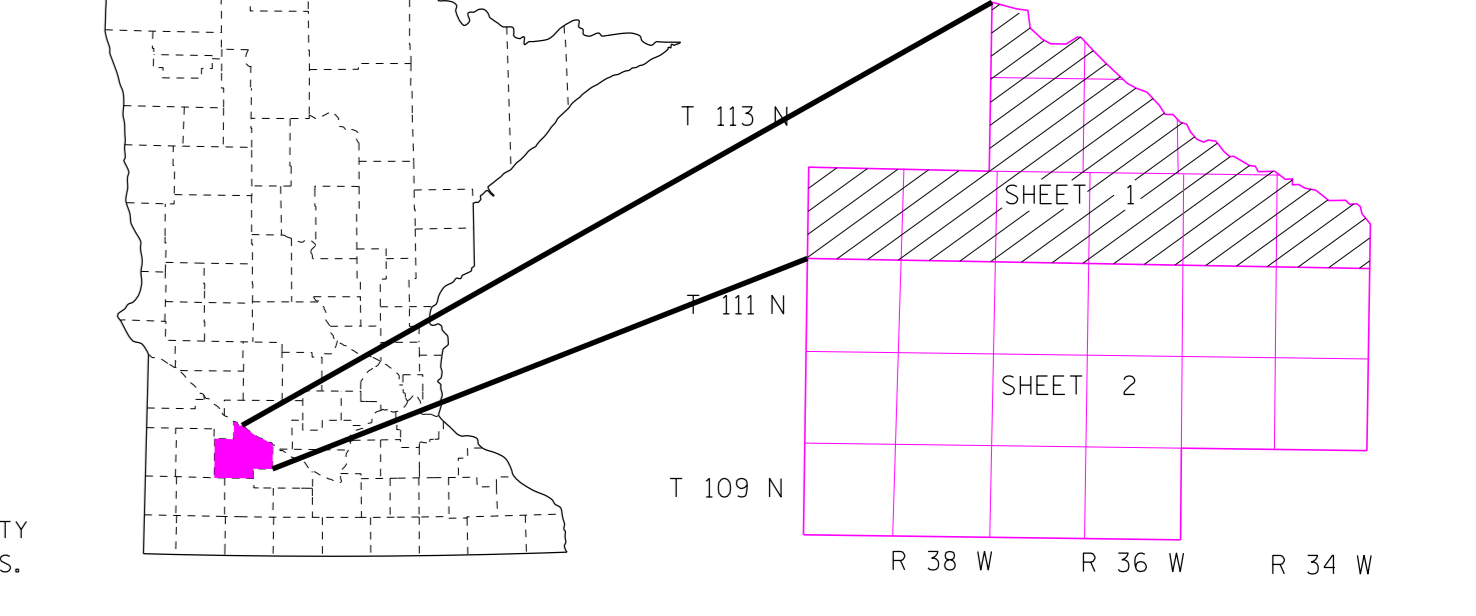 T 113 N
SHEET 1
T 111 N
SHEET 2
T 109 N
TY
S.
R 38 W R 36 W R 34 W